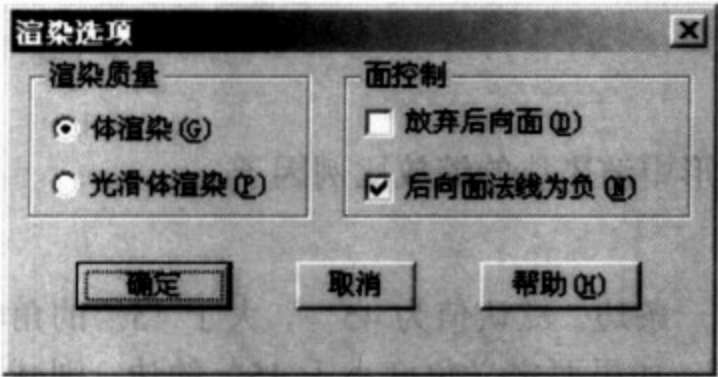 渲染选项
渲染质量
体渲染(G)
光滑体渲染(P)
面控制
放弃后向面(D)
后向面法线为负(N)
确定
取消
帮助(H)